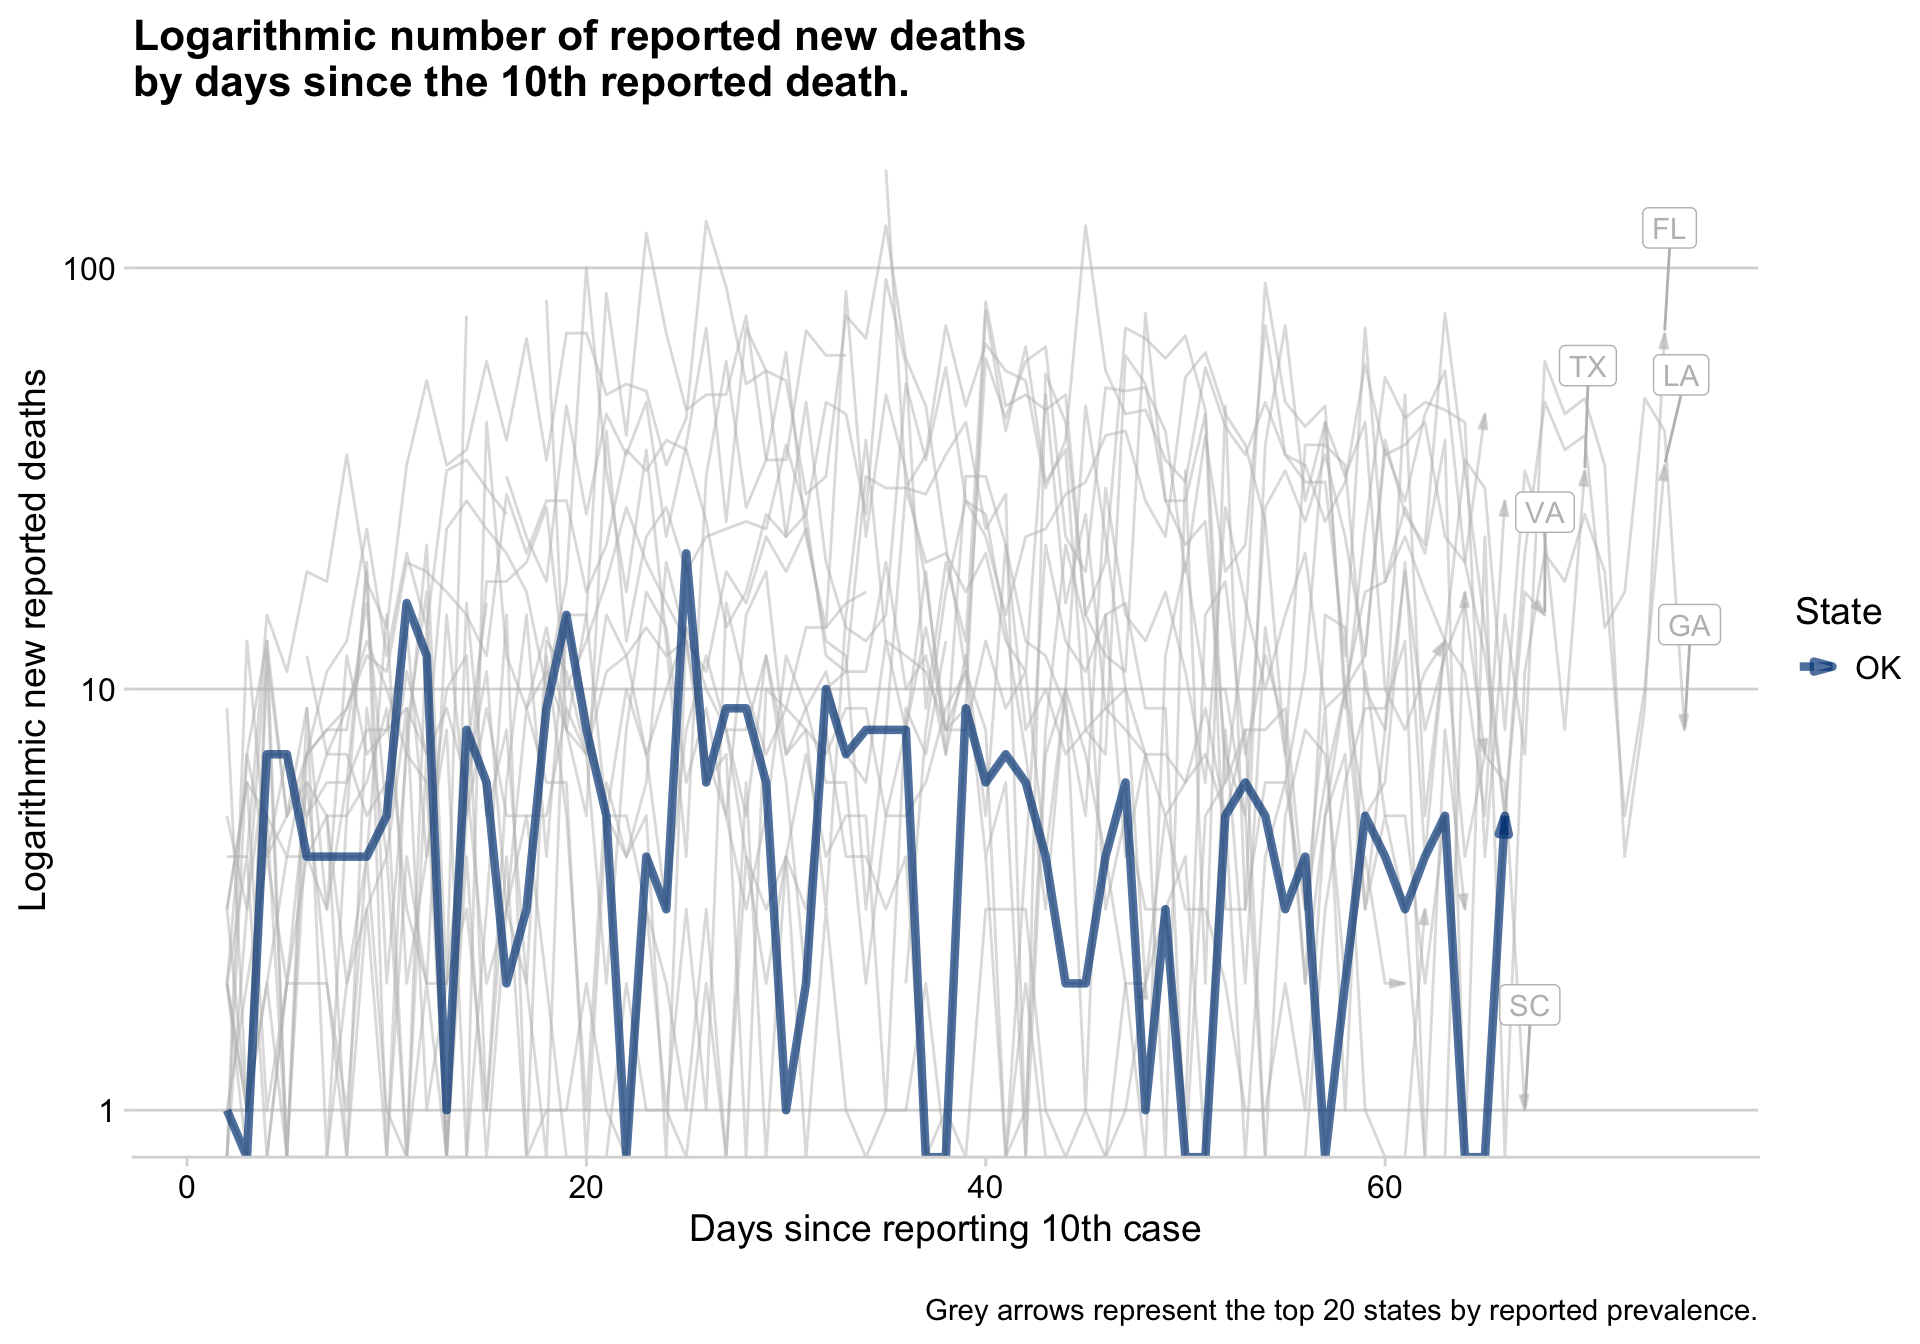 Logarithmic number of reported new deaths
by days since the 10th reported death.
Logarithmic new reported deaths
100
10
1
FL
TX
LA
VA
GA
SC
State
OK
0
20
40
60
Days since reporting 10th case
Grey arrows represent the top 20 states by reported prevalence.